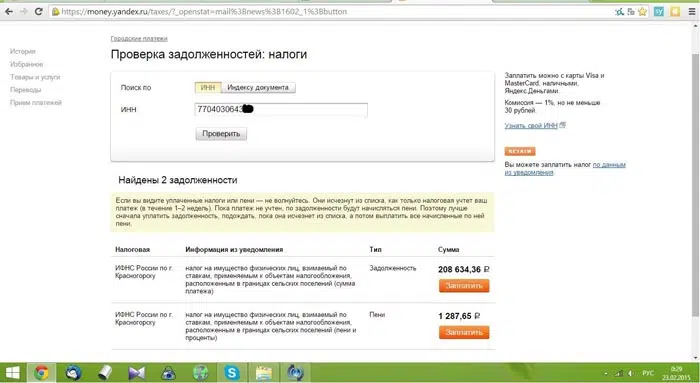 https://money.yandex.ru/taxes/?_openstat=mail%3Bnews%3B1602_1%3Bbutton
Городские платежи
Проверка задолженностей: налоги
История
Избранное
Товары и услуги
Переводы
Прием платежей
Поиск по ИНН Индексу документа
ИНН 7704030643
Проверить
Заплатить можно с карты Visa и
MasterCard, наличными,
Яндекс.Деньгами.
Комиссия — 1%, но не меньше
30 рублей.
Узнать свой ИНН
Вы можете заплатить налог по данным
из уведомления
Найдены 2 задолженности
Если вы видите уплаченные налоги или пени — не волнуйтесь. Они исчезнут из списка, как только налоговая учтет ваш
платеж (в течение 1–2 недель). Пока платеж не учтен, по задолженности будут начисляться пени. Поэтому лучше
сначала уплатить задолженность, подождать, пока она исчезнет из списка, а потом выплатить все начисленные по ней
пени.
Налоговая Информация из уведомления Тип Сумма
ИФНС России по г. налог на имущество физических лиц, взимаемый по Задолженность 208 634,36 ₽
Красногорску ставкам, применяемым к объектам налогообложения,
расположенным в границах сельских поселений (сумма Заплатить
платежа)
ИФНС России по г. налог на имущество физических лиц, взимаемый по Пени 1 287,65 ₽
Красногорску ставкам, применяемым к объектам налогообложения,
расположенным в границах сельских поселений (пени и Заплатить
проценты)
РУС
0:29
23.02.2015